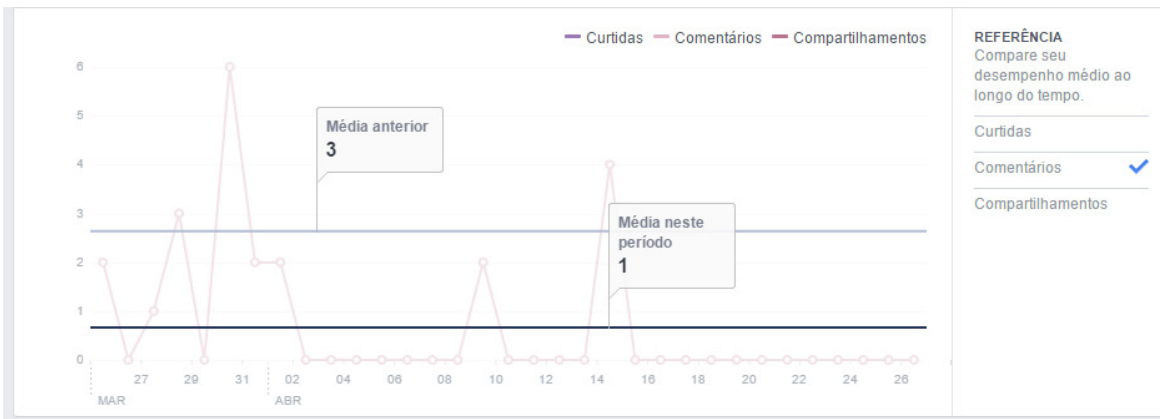 Curtidas Comentários Compartilhamentos
6
5
4
3
2
1
0
Média anterior
3
Média neste
período
1
27 29 31 02 04 06 08 10 12 14 16 18 20 22 24 26
MAR ABR
REFERÊNCIA
Compare seu
desempenho médio ao
longo do tempo.
Curtidas
Comentários
Compartilhamentos